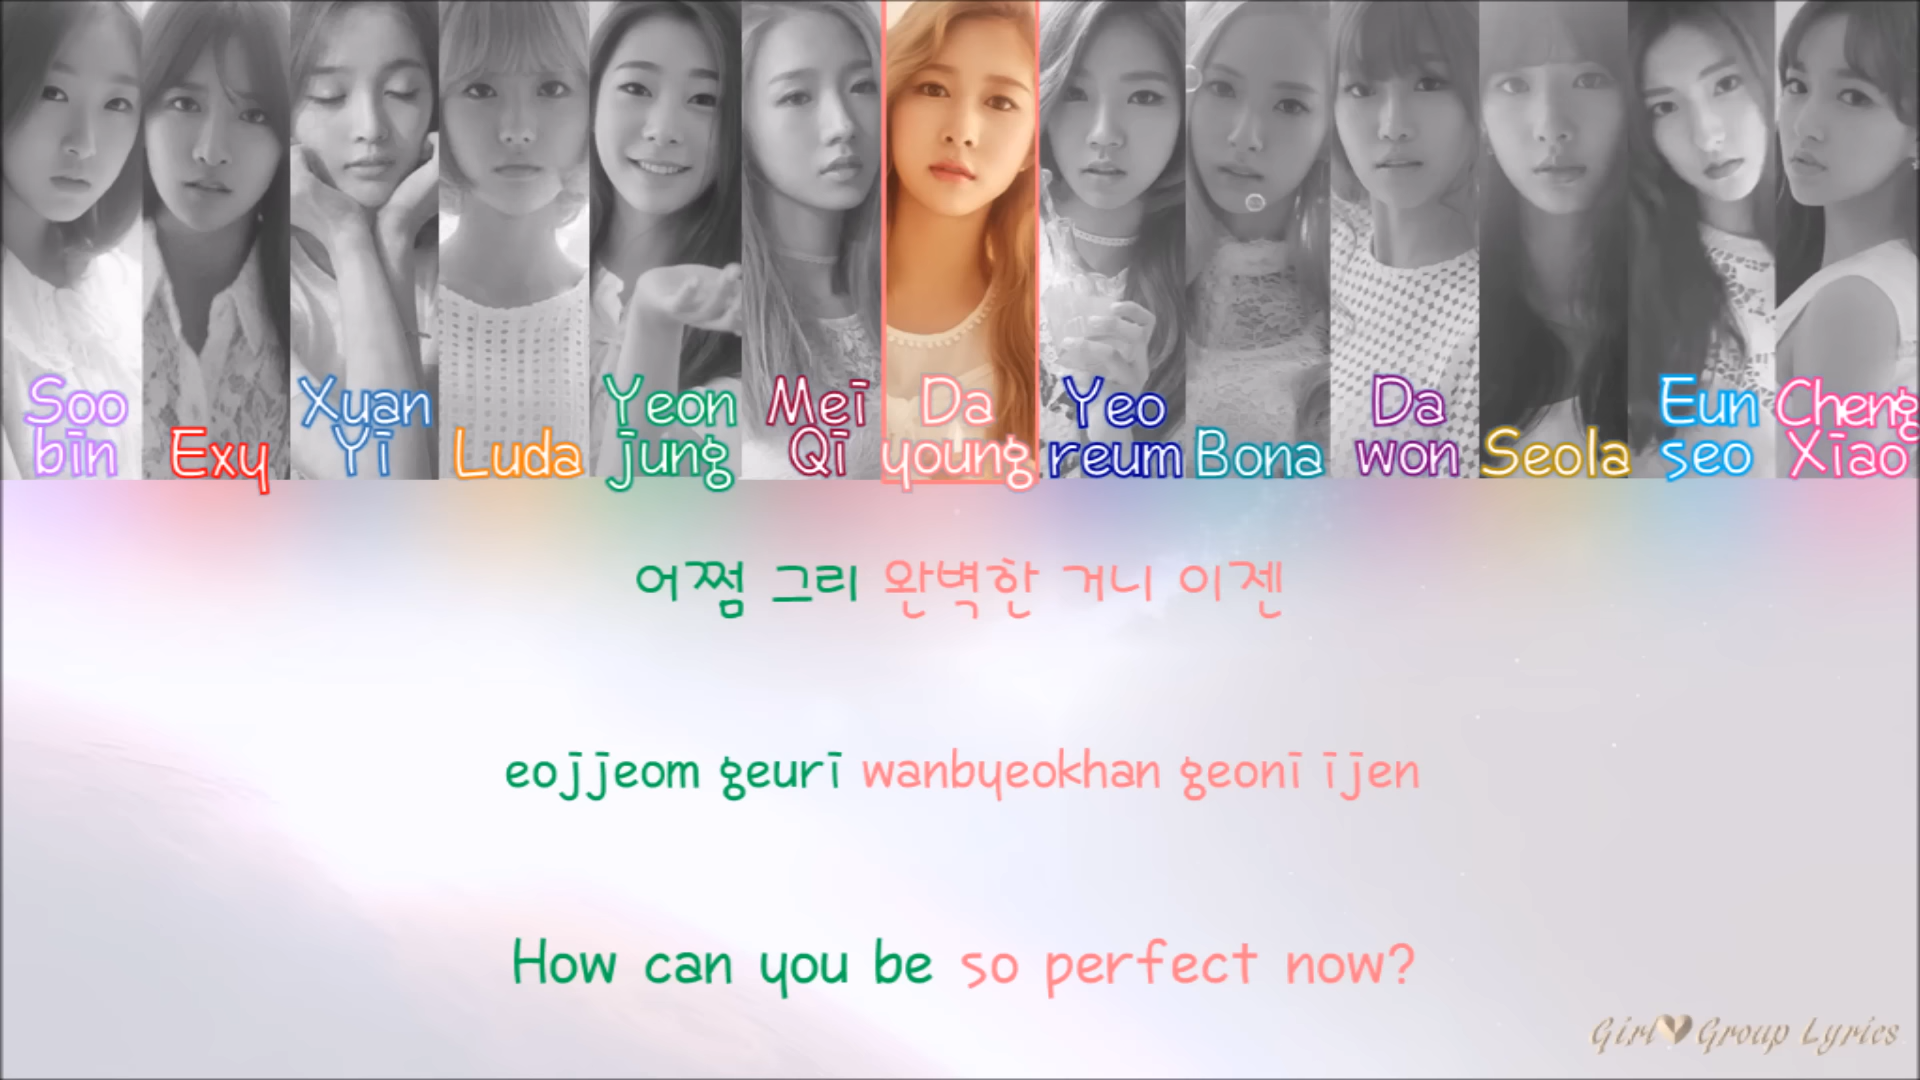 Soo
bin
Exy
Xuan
Yi
Luda
Yeon
jung
Mei
Qi
Da
young
Yeo
reum
Bona
Da
won
Seola
Eun
seo
Cheng
Xiao
어쩜 그리 완벽한 거니 이젠
eojjeom geuri wanbyeokhan geoni ijen
How can you be so perfect now?
Girl Group Lyrics